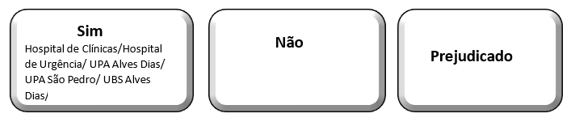 Sim
Hospital de Clínicas/Hospital
de Urgência/ UPA Alves Dias/
UPA São Pedro/ UBS Alves
Dias/
Não
Prejudicado